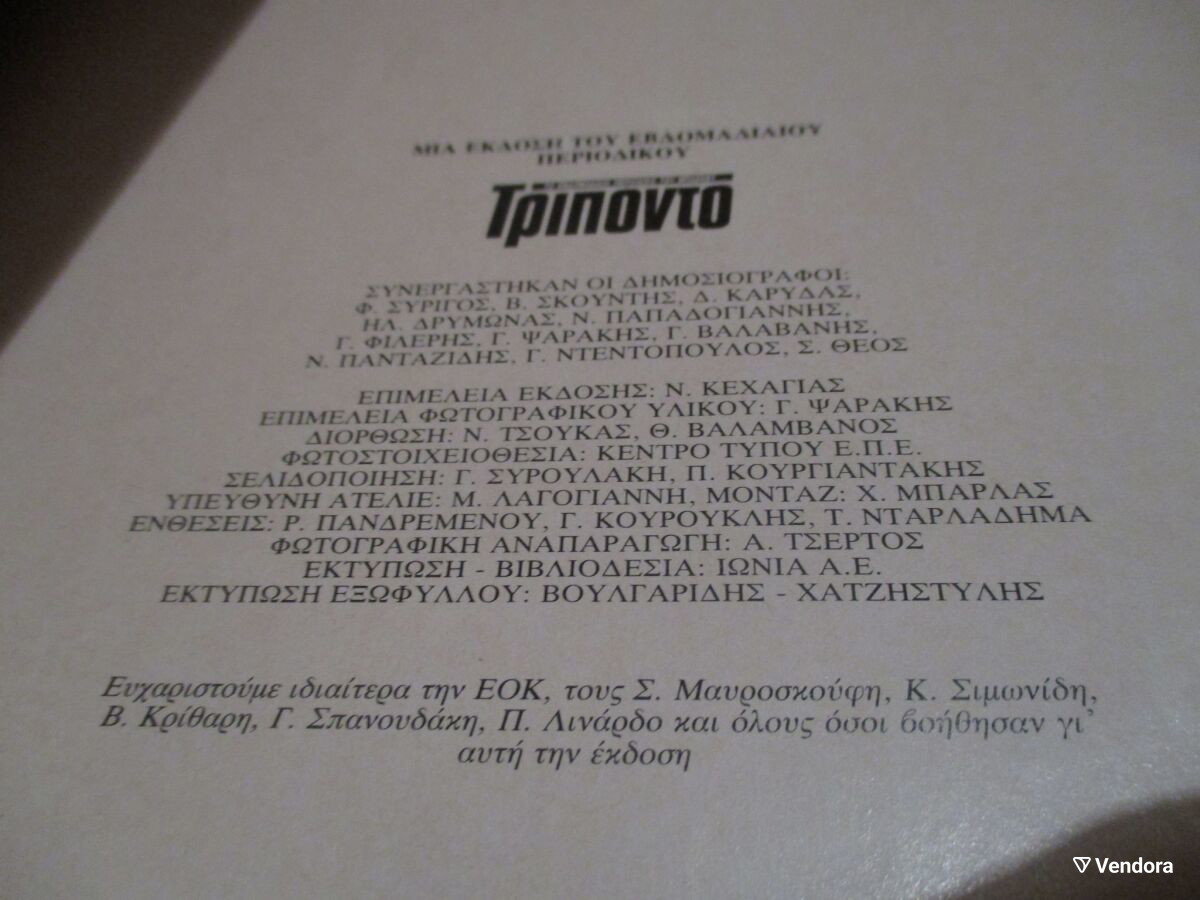 ΜΙΑ ΕΚΔΟΣΗ ΤΟΥ ΕΒΔΟΜΑΔΙΑΙΟΥ
ΠΕΡΙΟΔΙΚΟΥ
Τρίποντο
ΣΥΝΕΡΓΑΣΤΗΚΑΝ ΟΙ ΔΗΜΟΣΙΟΓΡΑΦΟΙ:
Φ. ΣΥΡΙΓΟΣ, Β. ΣΚΟΥΝΤΗΣ, Δ. ΚΑΡΥΔΑΣ,
ΗΛ. ΔΡΥΜΩΝΑΣ, Ν. ΠΑΠΑΔΟΓΙΑΝΝΗΣ,
Γ. ΦΙΛΕΡΗΣ, Γ. ΨΑΡΑΚΗΣ, Γ. ΒΑΛΑΒΑΝΗΣ,
Ν. ΠΑΝΤΑΖΙΔΗΣ, Γ. ΝΤΕΝΤΟΠΟΥΛΟΣ, Σ. ΘΕΟΣ
ΕΠΙΜΕΛΕΙΑ ΕΚΔΟΣΗΣ: Ν. ΚΕΧΑΓΙΑΣ
ΕΠΙΜΕΛΕΙΑ ΦΩΤΟΓΡΑΦΙΚΟΥ ΥΛΙΚΟΥ: Γ. ΨΑΡΑΚΗΣ
ΔΙΟΡΘΩΣΗ: Ν. ΤΣΟΥΚΑΣ, Θ. ΒΑΛΑΜΒΑΝΟΣ
ΦΩΤΟΣΤΟΙΧΕΙΟΘΕΣΙΑ: ΚΕΝΤΡΟ ΤΥΠΟΥ Ε.Π.Ε.
ΣΕΛΙΔΟΠΟΙΗΣΗ: Γ. ΣΥΡΟΥΛΑΚΗ, Π. ΚΟΥΡΓΙΑΝΤΑΚΗΣ
ΥΠΕΥΘΥΝΗ ΑΤΕΛΙΕ: Μ. ΛΑΓΟΓΙΑΝΝΗ, ΜΟΝΤΑΖ: Χ. ΜΠΑΡΛΑΣ
ΕΝΘΕΣΕΙΣ: Ρ. ΠΑΝΔΡΕΜΕΝΟΥ, Γ. ΚΟΥΡΟΥΚΛΗΣ, Τ. ΝΤΑΡΛΑΔΗΜΑ
ΦΩΤΟΓΡΑΦΙΚΗ ΑΝΑΠΑΡΑΓΩΓΗ: Α. ΤΣΕΡΤΟΣ
ΕΚΤΥΠΩΣΗ - ΒΙΒΛΙΟΔΕΣΙΑ: ΙΩΝΙΑ Α.Ε.
ΕΚΤΥΠΩΣΗ ΕΞΩΦΥΛΛΟΥ: ΒΟΥΛΓΑΡΙΔΗΣ - ΧΑΤΖΗΣΤΥΛΗΣ
Ευχαριστούμε ιδιαίτερα την ΕΟΚ, τους Σ. Μαυροσκούφη, Κ. Σιμωνίδη,
Β. Κρίθαρη, Γ. Σπανουδάκη, Π. Λινάρδο και όλους όσοι βοήθησαν γι'
αυτή την έκδοση
Vendora